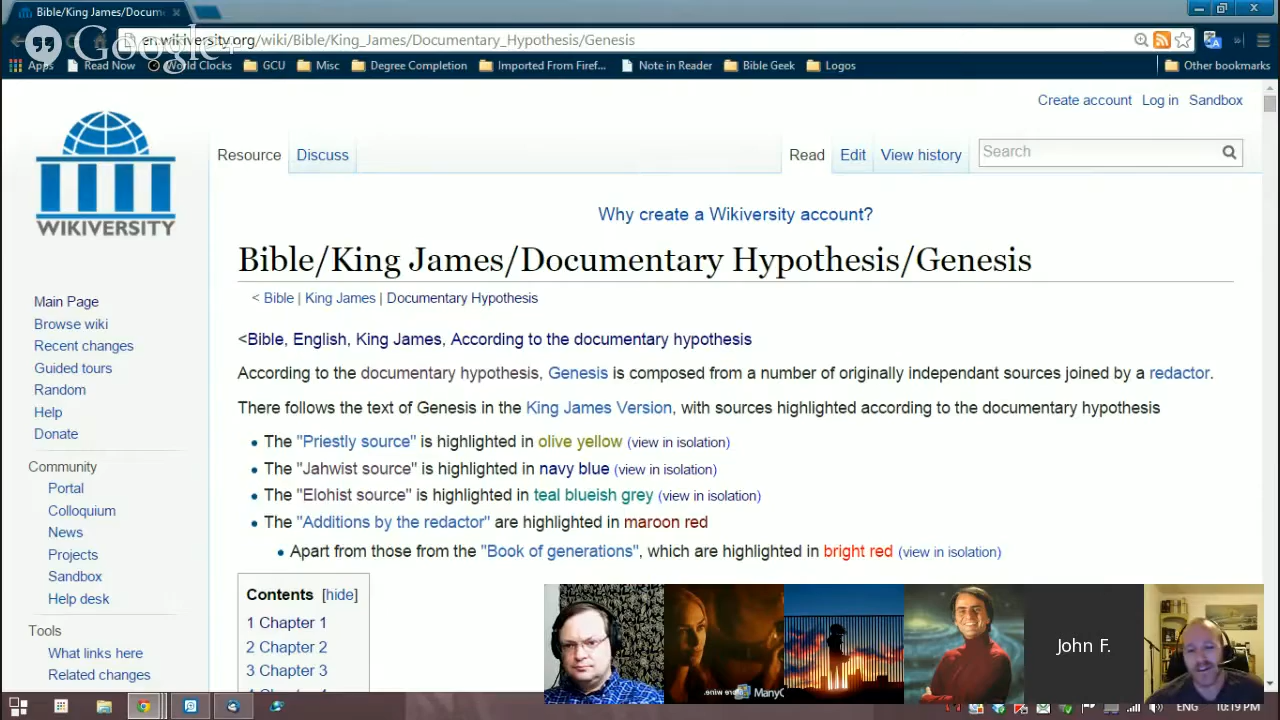 Bible/King James/Docum
Google+
en.wikiversity.org/wiki/Bible/King_James/Documentary_Hypothesis/Genesis
Apps Read Now World Clocks GCU Misc Degree Completion Imported From Firef... Note in Reader Bible Geek Logos Other bookmarks
Create account Log in Sandbox
Resource Discuss Read Edit View history Search
WIKIVERSITY
Why create a Wikiversity account?
Bible/King James/Documentary Hypothesis/Genesis
< Bible | King James | Documentary Hypothesis
<Bible, English, King James, According to the documentary hypothesis
According to the documentary hypothesis, Genesis is composed from a number of originally independant sources joined by a redactor.
There follows the text of Genesis in the King James Version, with sources highlighted according to the documentary hypothesis
• The "Priestly source" is highlighted in olive yellow (view in isolation)
• The "Jahwist source" is highlighted in navy blue (view in isolation)
• The "Elohist source" is highlighted in teal blueish grey (view in isolation)
• The "Additions by the redactor" are highlighted in maroon red
• Apart from those from the "Book of generations", which are highlighted in bright red (view in isolation)
Contents [hide]
1 Chapter 1
2 Chapter 2
3 Chapter 3
Main Page
Browse wiki
Recent changes
Guided tours
Random
Help
Donate
Community
Portal
Colloquium
News
Projects
Sandbox
Help desk
Tools
What links here
Related changes
John F.
ENG 10:19 PM